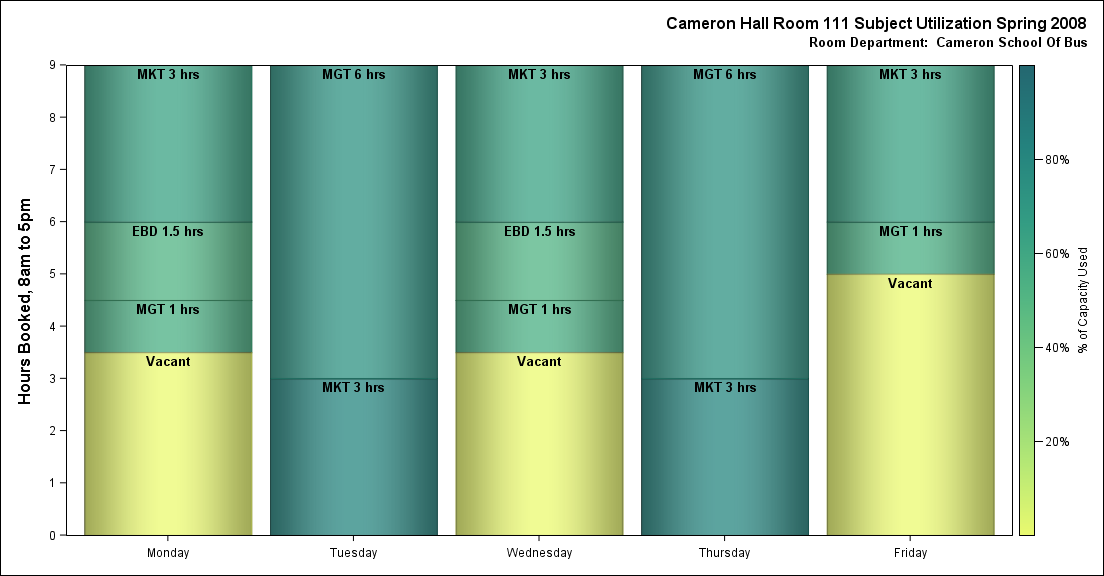 Cameron Hall Room 111 Subject Utilization Spring 2008
Room Department:  Cameron School Of Bus
Hours Booked, 8am to 5pm
9
8
7
6
5
4
3
2
1
0
MKT 3 hrs
EBD 1.5 hrs
MGT 1 hrs
Vacant
MGT 6 hrs
MKT 3 hrs
MKT 3 hrs
EBD 1.5 hrs
MGT 1 hrs
Vacant
MGT 6 hrs
MKT 3 hrs
MKT 3 hrs
MGT 1 hrs
Vacant
Monday
Tuesday
Wednesday
Thursday
Friday
80%
60%
40%
20%
% of Capacity Used